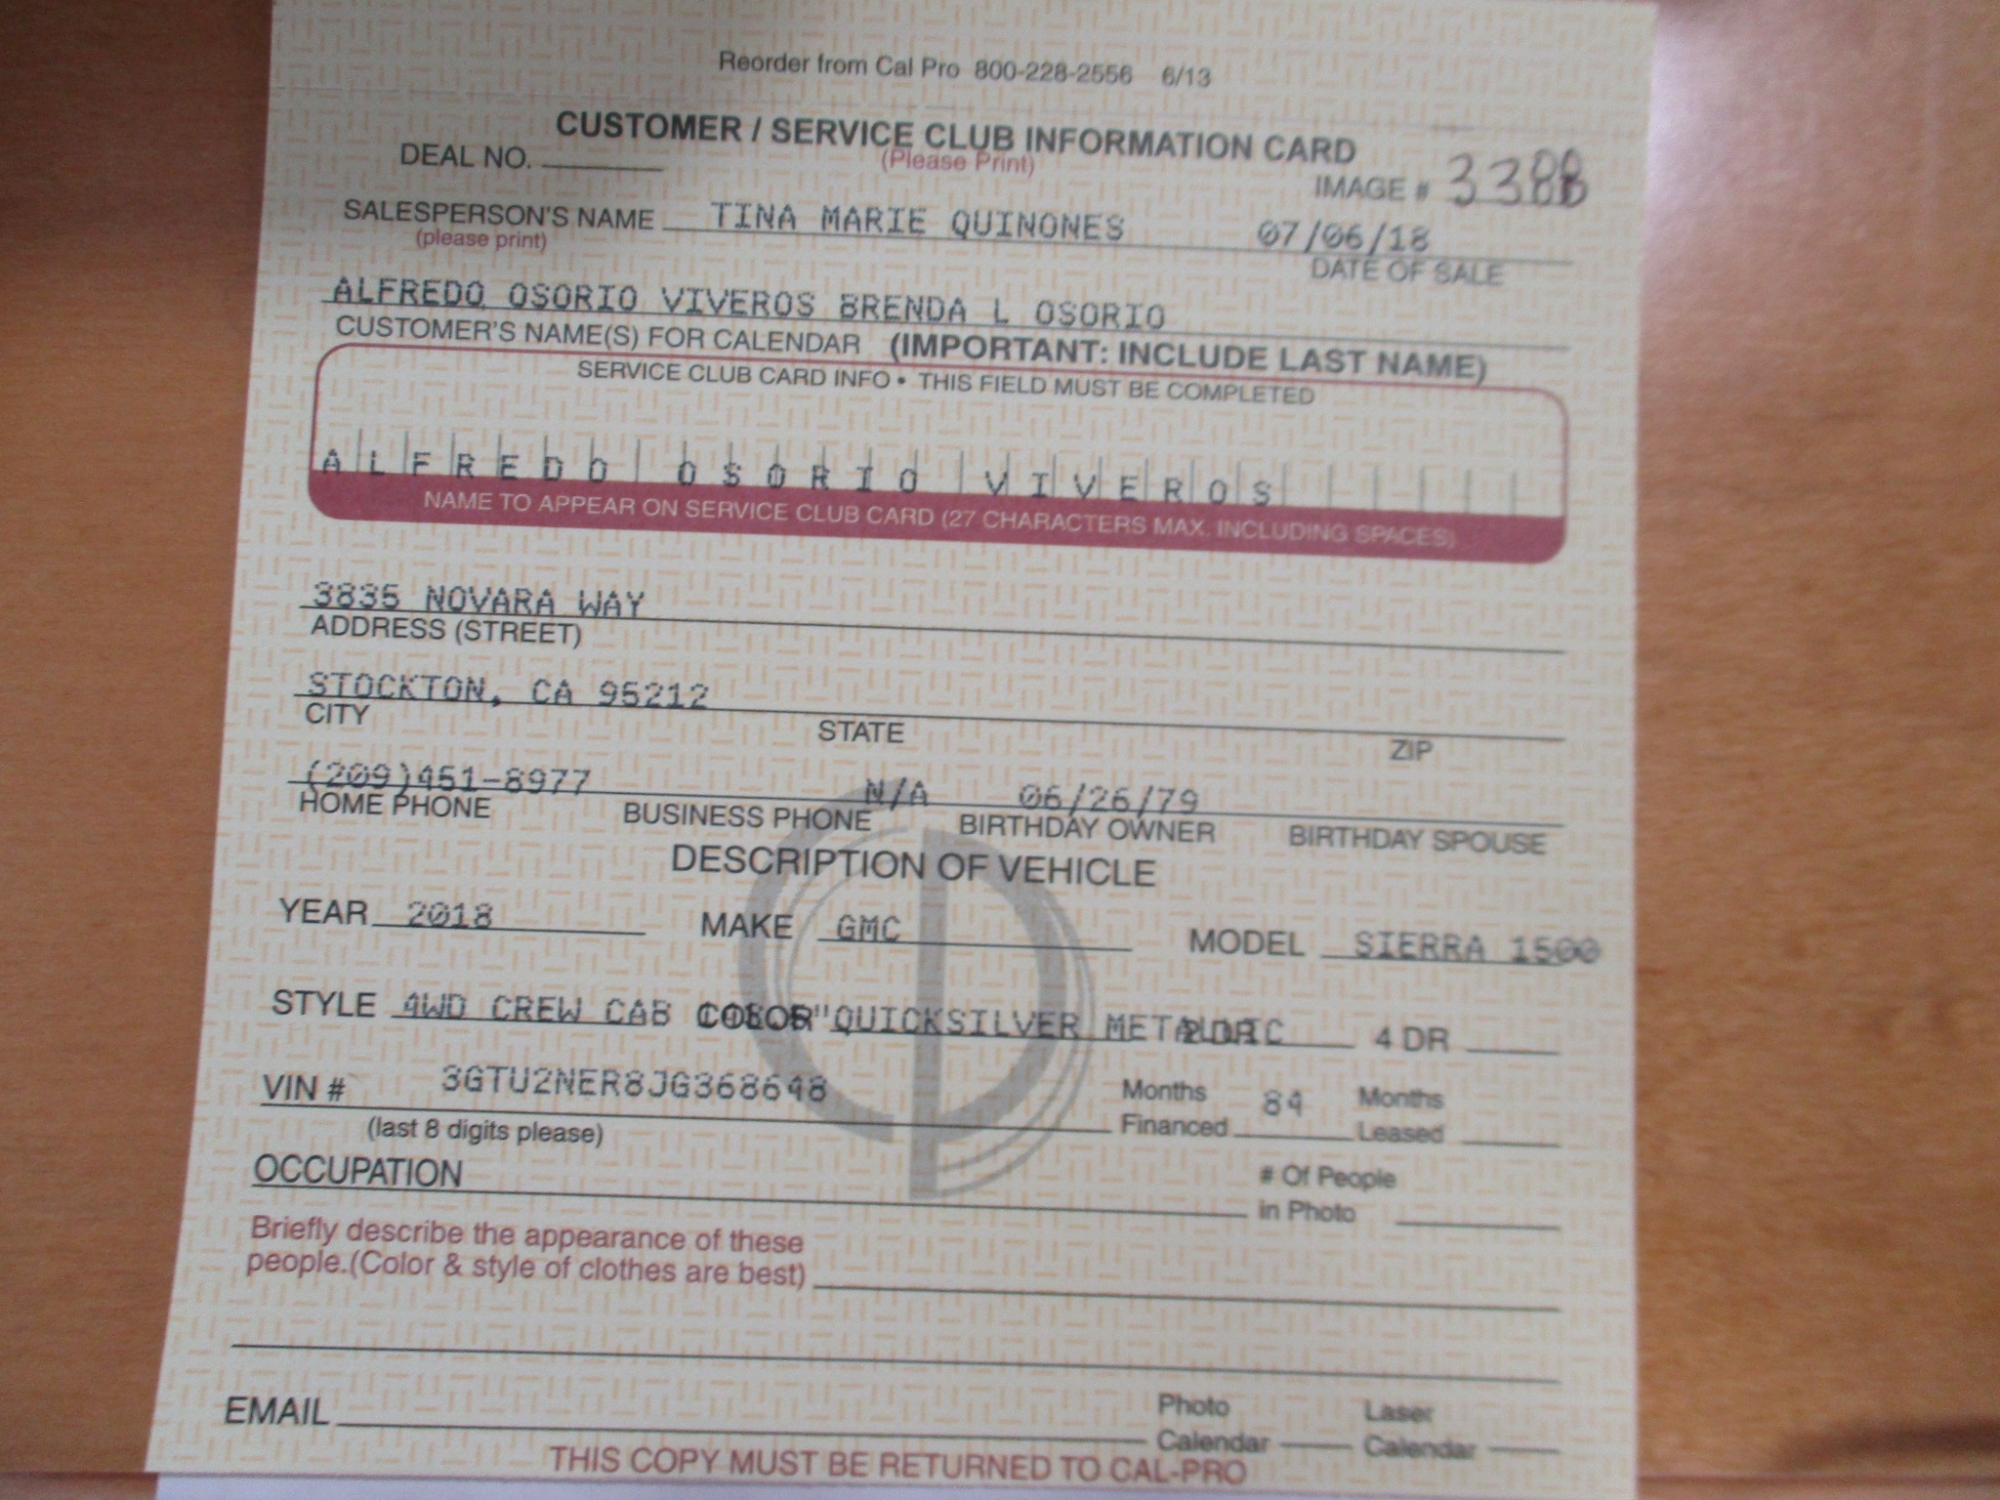 Reorder from Cal Pro 800-228-2556 6/13
CUSTOMER / SERVICE CLUB INFORMATION CARD
DEAL NO. (Please Print)
IMAGE # 3388
SALESPERSON'S NAME TINA MARIE QUINONES 07/06/18
(please print) DATE OF SALE
ALFREDO OSORIO VIVEROS BRENDA L OSORIO
CUSTOMER'S NAME(S) FOR CALENDAR (IMPORTANT: INCLUDE LAST NAME)
SERVICE CLUB CARD INFO • THIS FIELD MUST BE COMPLETED
ALFREDO OSORIO VIVEROS
NAME TO APPEAR ON SERVICE CLUB CARD (27 CHARACTERS MAX. INCLUDING SPACES)
3835 NOVARA WAY
ADDRESS (STREET)
STOCKTON, CA 95212
CITY STATE ZIP
(209)451-8977 N/A 06/26/79
HOME PHONE BUSINESS PHONE BIRTHDAY OWNER BIRTHDAY SPOUSE
DESCRIPTION OF VEHICLE
YEAR 2018 MAKE GMC MODEL SIERRA 1500
STYLE 4WD CREW CAB COLOR QUICKSILVER METALLIC 4 DR
VIN # 3GTU2NER8JG368648 Months Financed 84 Months Leased
(last 8 digits please)
OCCUPATION # Of People in Photo
Briefly describe the appearance of these
people.(Color & style of clothes are best)
EMAIL Photo Calendar Laser Calendar
THIS COPY MUST BE RETURNED TO CAL-PRO